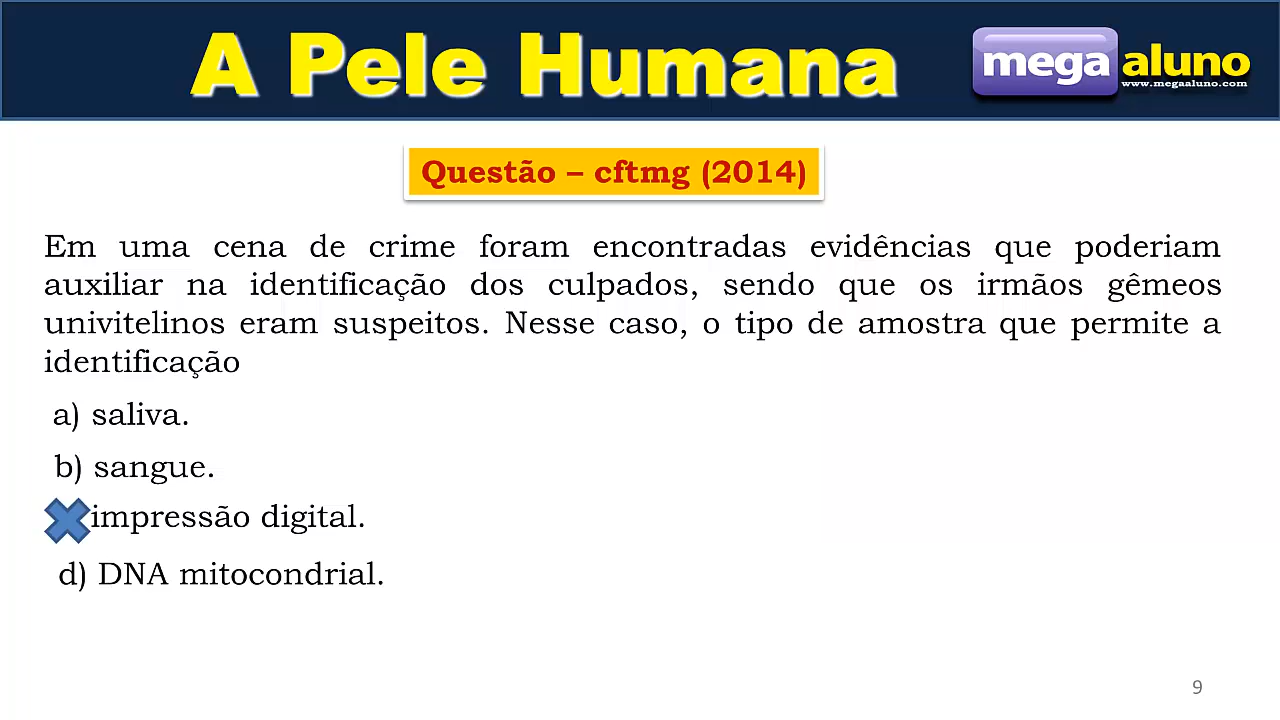 A Pele Humana
mega aluno
www.megaaluno.com
Questão – cftmg (2014)
Em uma cena de crime foram encontradas evidências que poderiam
auxiliar na identificação dos culpados, sendo que os irmãos gêmeos
univitelinos eram suspeitos. Nesse caso, o tipo de amostra que permite a
identificação
a) saliva.
b) sangue.
impressão digital.
d) DNA mitocondrial.
9